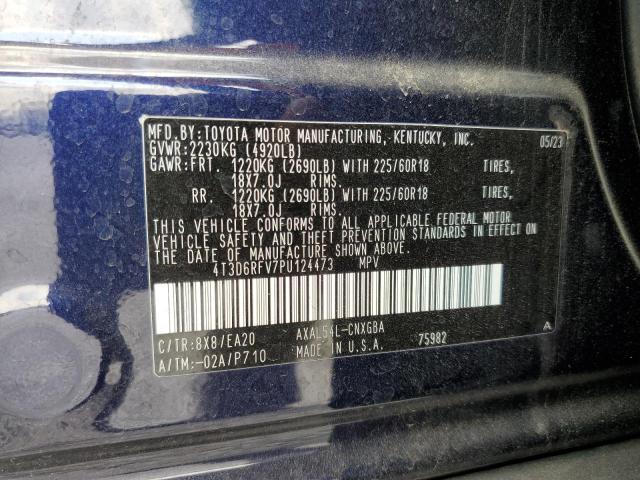 MFD.BY:TOYOTA MOTOR MANUFACTURING, KENTUCKY, INC. 05/23
GVWR:2230KG (4920LB)
GAWR:FRT. 1220KG (2690LB) WITH 225/60R18 TIRES,
18X7.0J RIMS.
RR. 1220KG (2690LB) WITH 225/60R18 TIRES,
18X7.0J RIMS.
THIS VEHICLE CONFORMS TO ALL APPLICABLE FEDERAL MOTOR
VEHICLE SAFETY AND THEFT PREVENTION STANDARDS IN EFFECT ON
THE DATE OF MANUFACTURE SHOWN ABOVE.
4T3D6RFV7PU124473 MPV
C/TR:8X8/EA20 AXAL54L-CNXGBA
A/TM:-02A/P710 MADE IN U.S.A. 75982 A